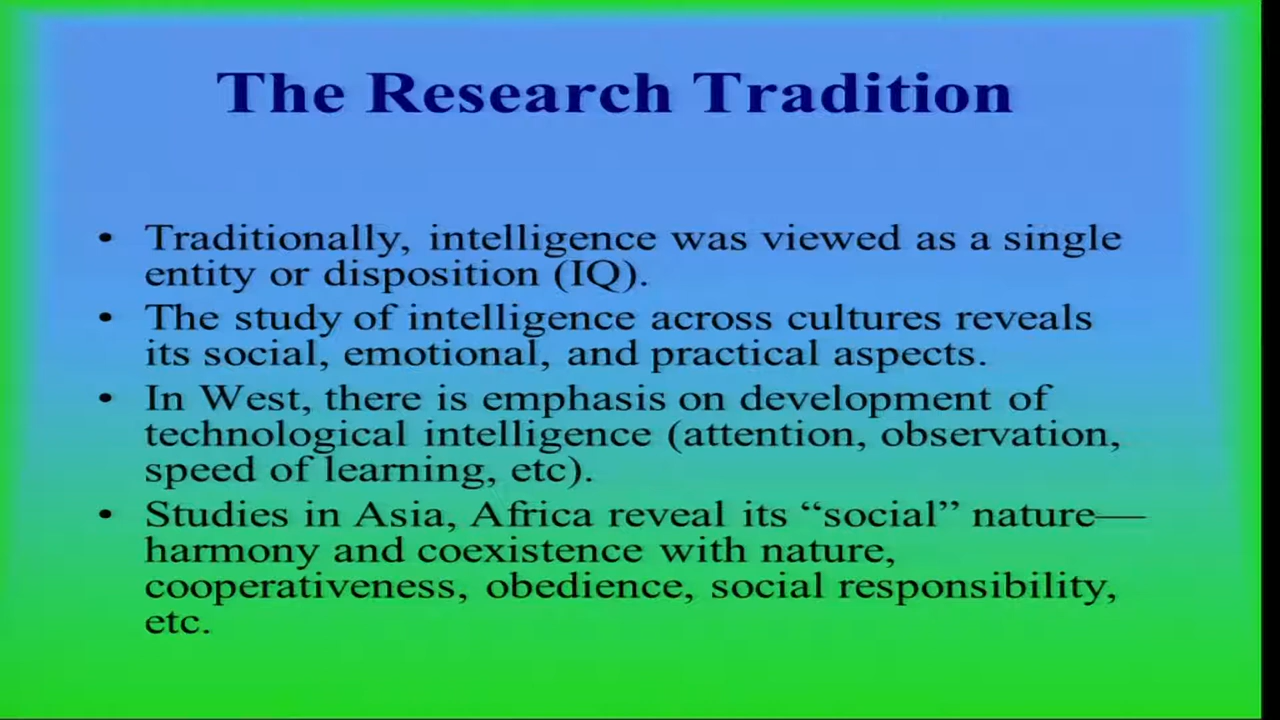 The Research Tradition
• Traditionally, intelligence was viewed as a single
entity or disposition (IQ).
• The study of intelligence across cultures reveals
its social, emotional, and practical aspects.
• In West, there is emphasis on development of
technological intelligence (attention, observation,
speed of learning, etc).
• Studies in Asia, Africa reveal its “social” nature—
harmony and coexistence with nature,
cooperativeness, obedience, social responsibility,
etc.